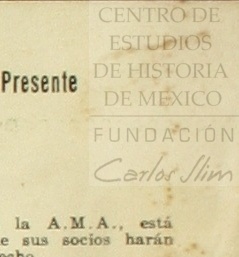 CENTRO DE
ESTUDIOS
DE HISTORIA
DE MEXICO
FUNDACIÓN
Carlos Slim
Presente
la A.M.A., está
sus socios harán